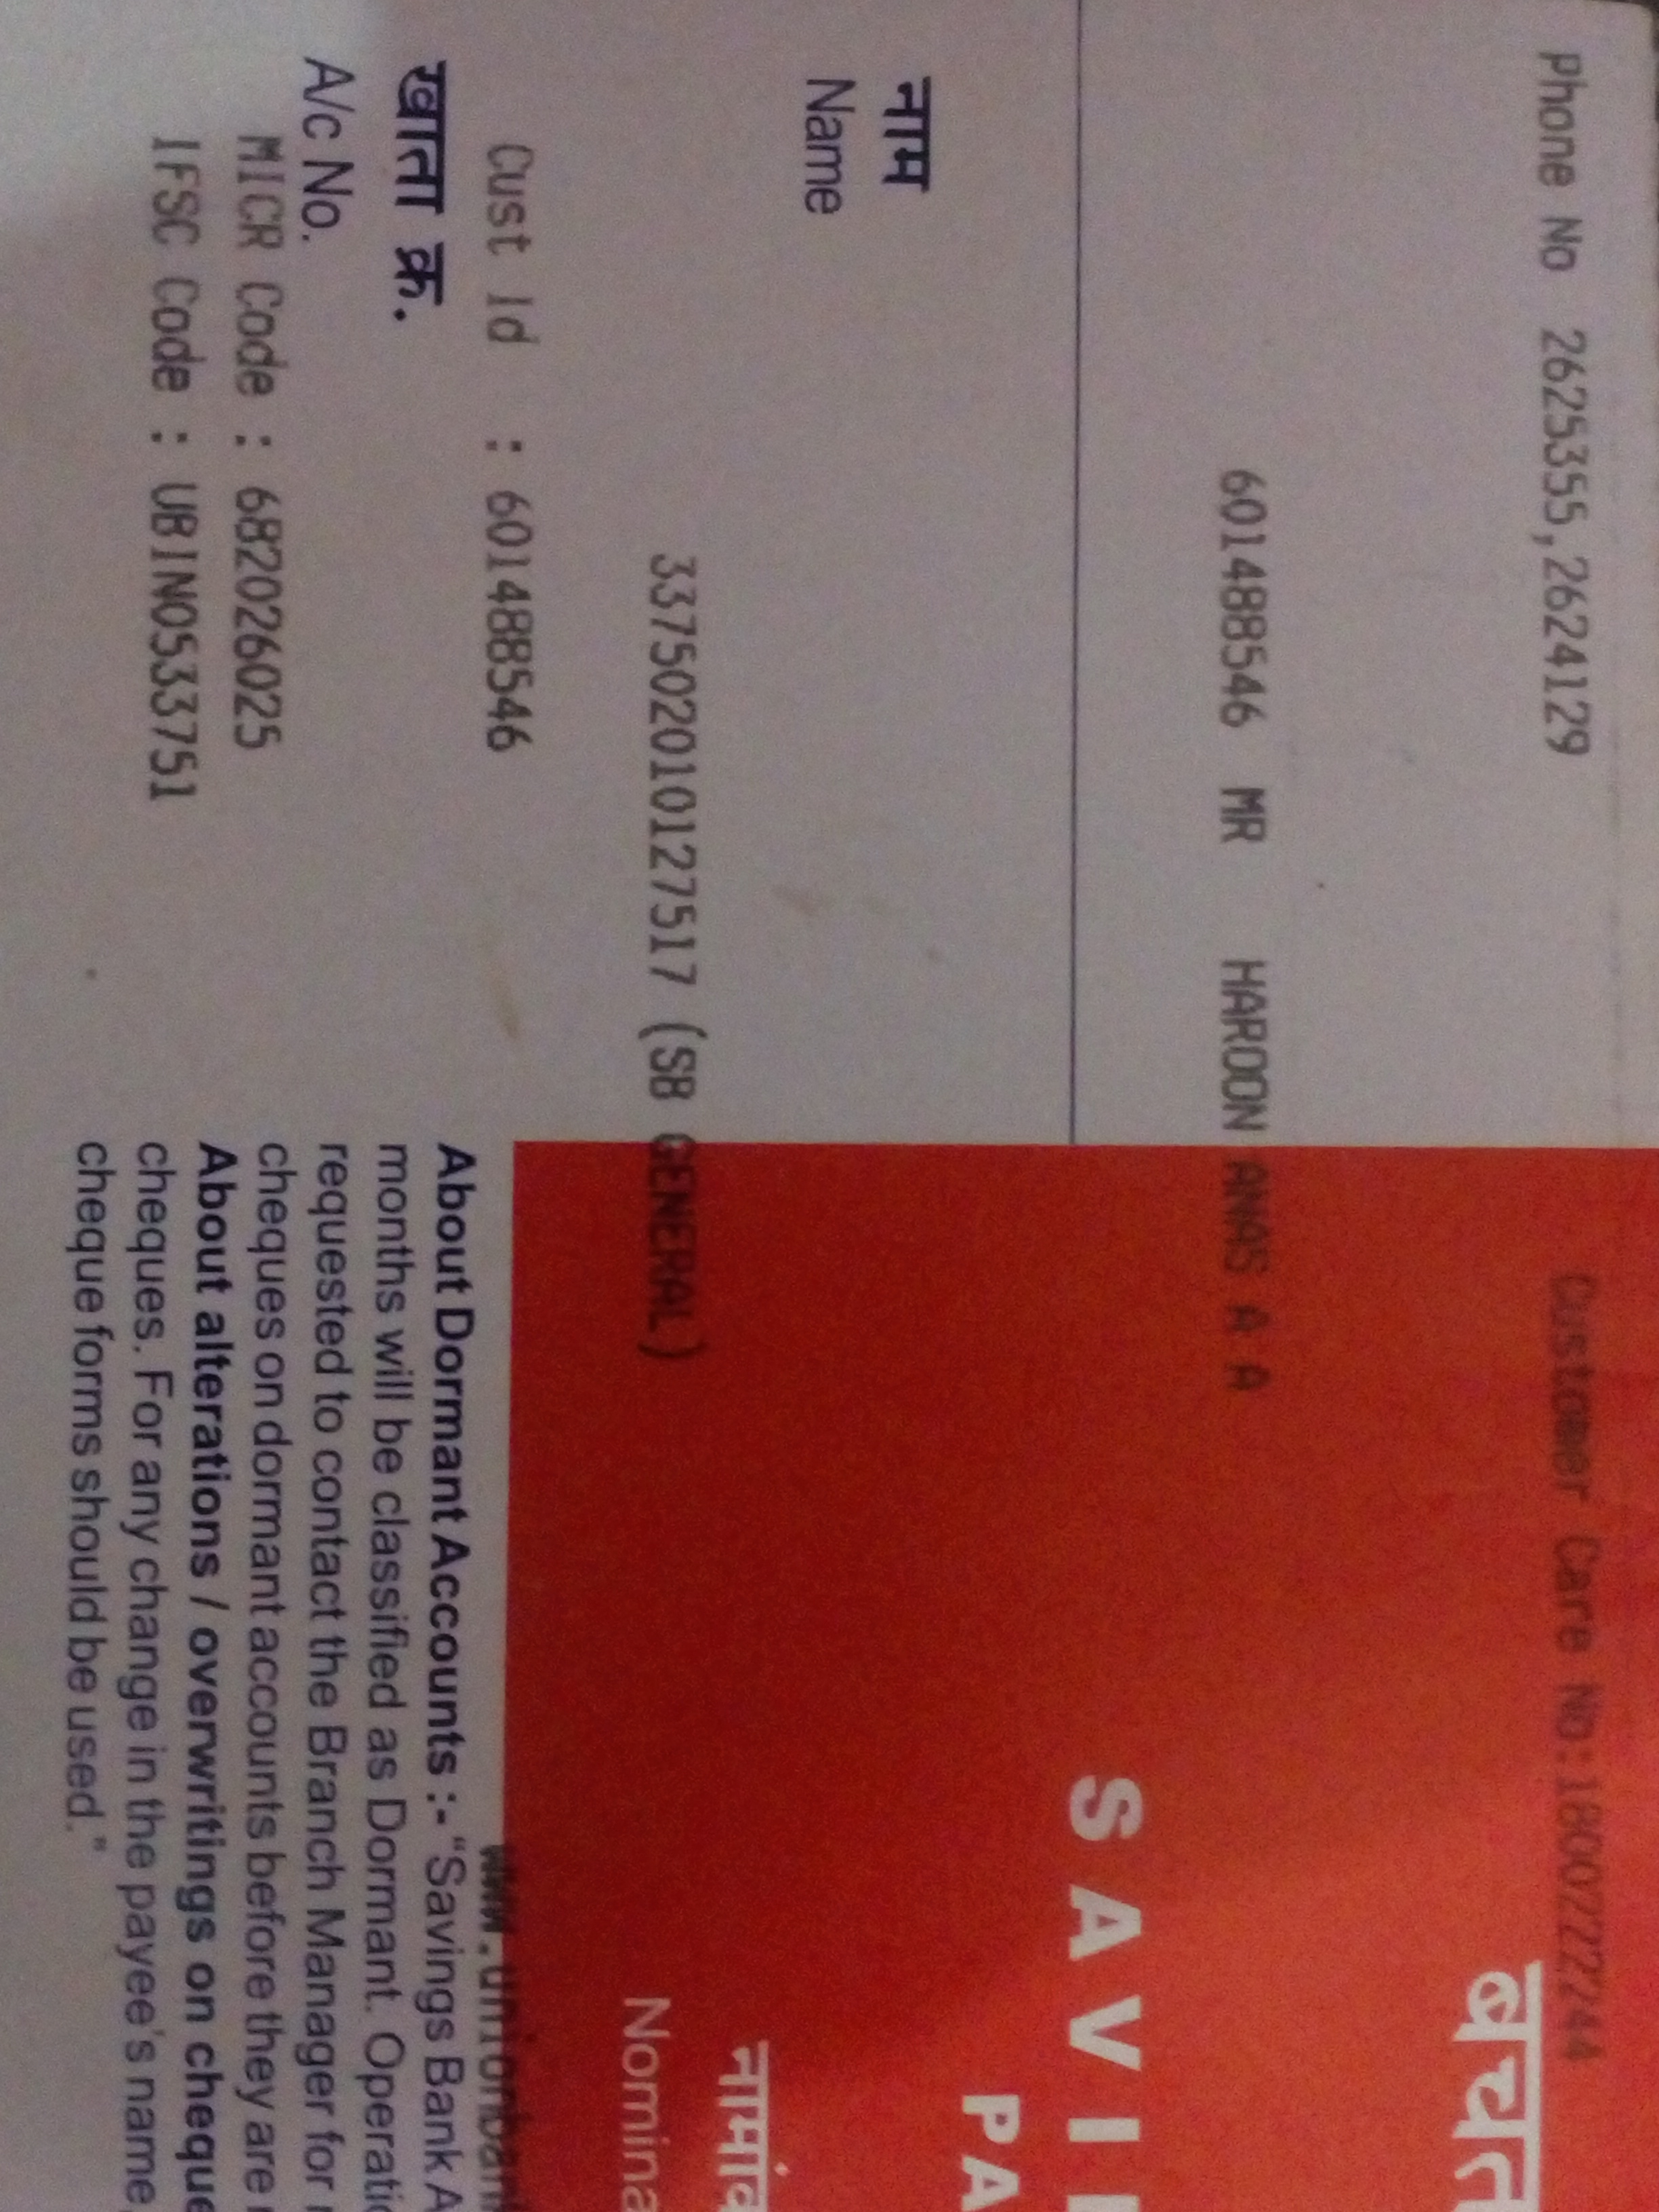 Phone No 2625355,2624129 Customer Care No:18002222244
बचत
601488546 MR HAROON ANAS A A
SAVI
PA
नाम
Name
नामांक
337502010127517 (SB GENERAL)
Nomina
Cust Id : 601488546
www.unionban
खाता क्र.
A/c No.
MICR Code : 682026025
IFSC Code : UBIN0533751
About Dormant Accounts :- “Savings Bank A
months will be classified as Dormant. Operati
requested to contact the Branch Manager for r
cheques on dormant accounts before they are r
About alterations / overwritings on cheque
cheques. For any change in the payee's name,
cheque forms should be used.”